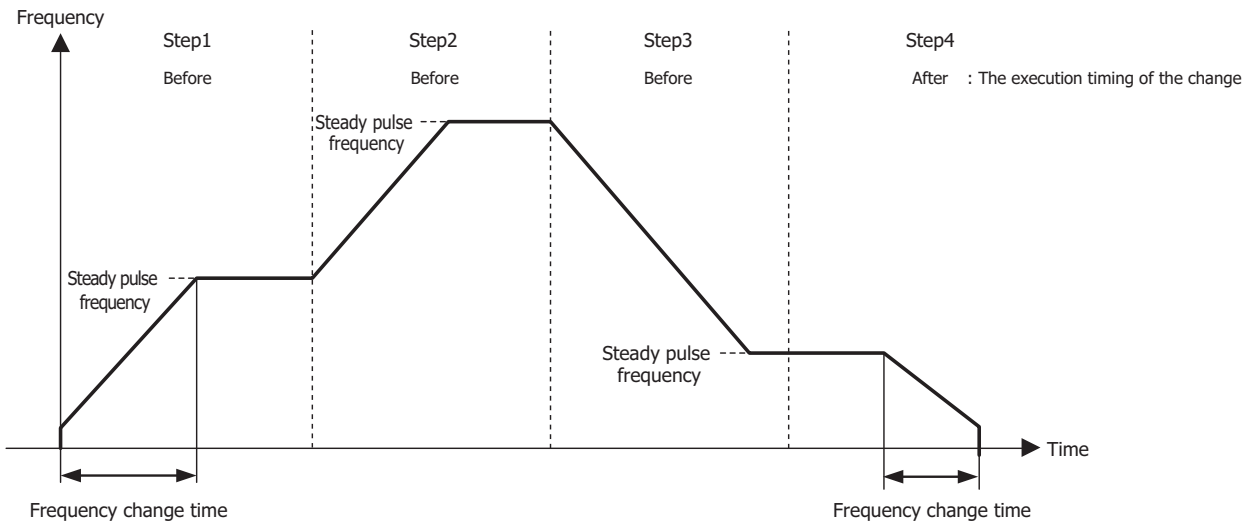 Frequency
Step1
Step2
Step3
Step4
Before
Before
Before
After : The execution timing of the change
Steady pulse
frequency
Steady pulse
frequency
Steady pulse
frequency
Time
Frequency change time
Frequency change time